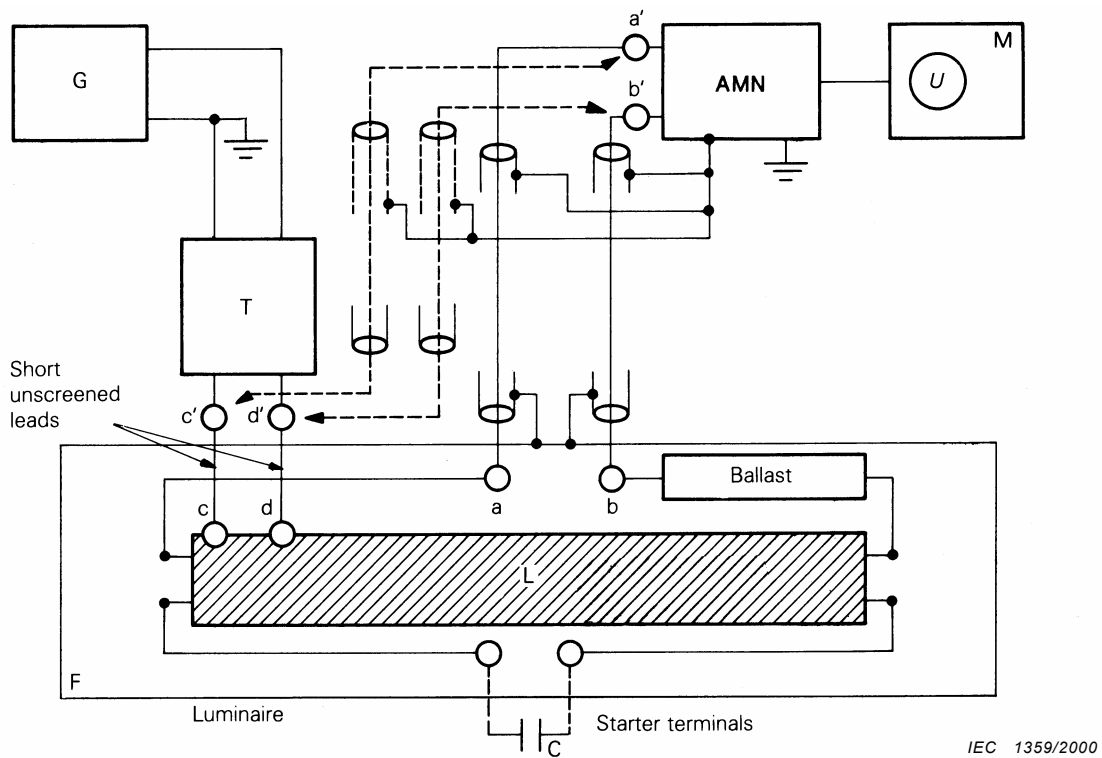 G
a'
b'
AMN
M
U
T
Short
unscreened
leads
c'
d'
c
d
a
b
Ballast
L
F
Luminaire
C
Starter terminals
IEC 1359/2000